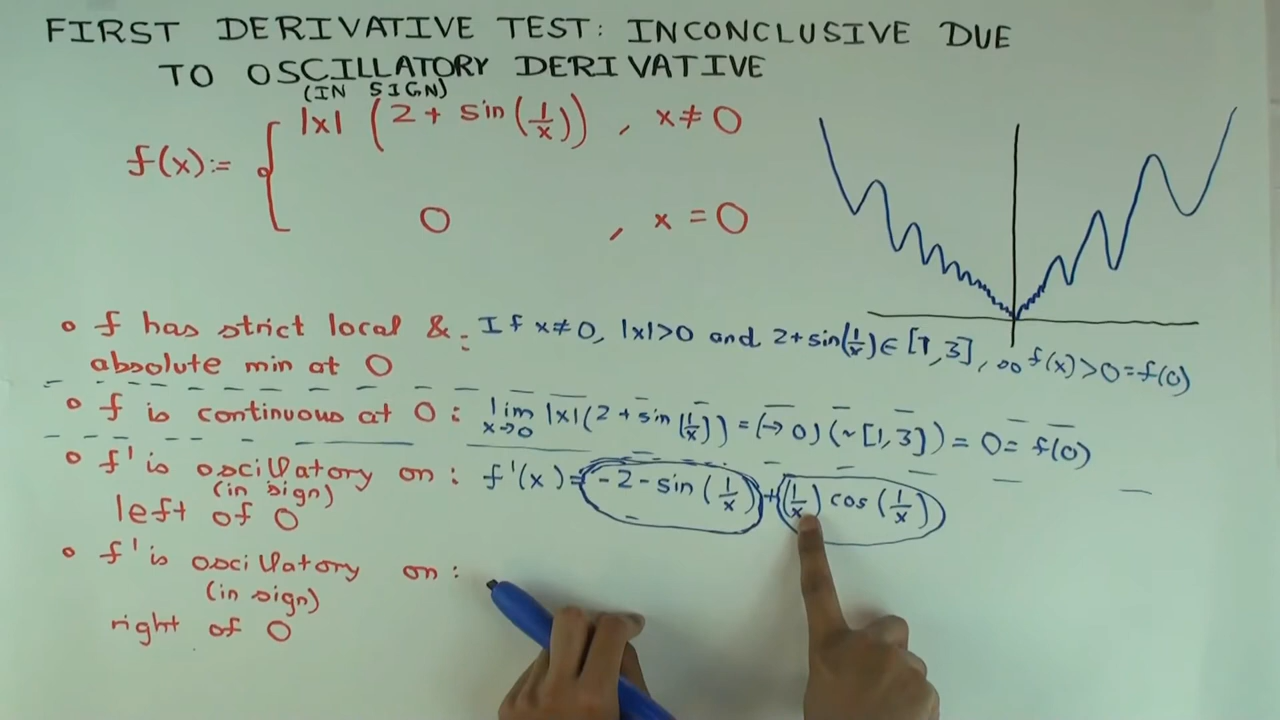 FIRST DERIVATIVE TEST: INCONCLUSIVE DUE
TO OSCILLATORY DERIVATIVE
(IN SIGN)
f(x):= { |x| (2 + sin(1/x)) , x ≠ 0
0 , x = 0
• f has strict local & : If x≠0, |x|>0 and 2+sin(1/x) ∈ [1,3], so f(x)>0=f(0)
absolute min at 0
• f is continuous at 0 : lim x→0 |x|(2+sin(1/x)) = (→0)(~[1,3]) = 0 = f(0)
• f' is oscillatory on : f'(x) = -2 - sin(1/x) + (1/x) cos(1/x)
(in sign)
left of 0
• f' is oscillatory on :
(in sign)
right of 0